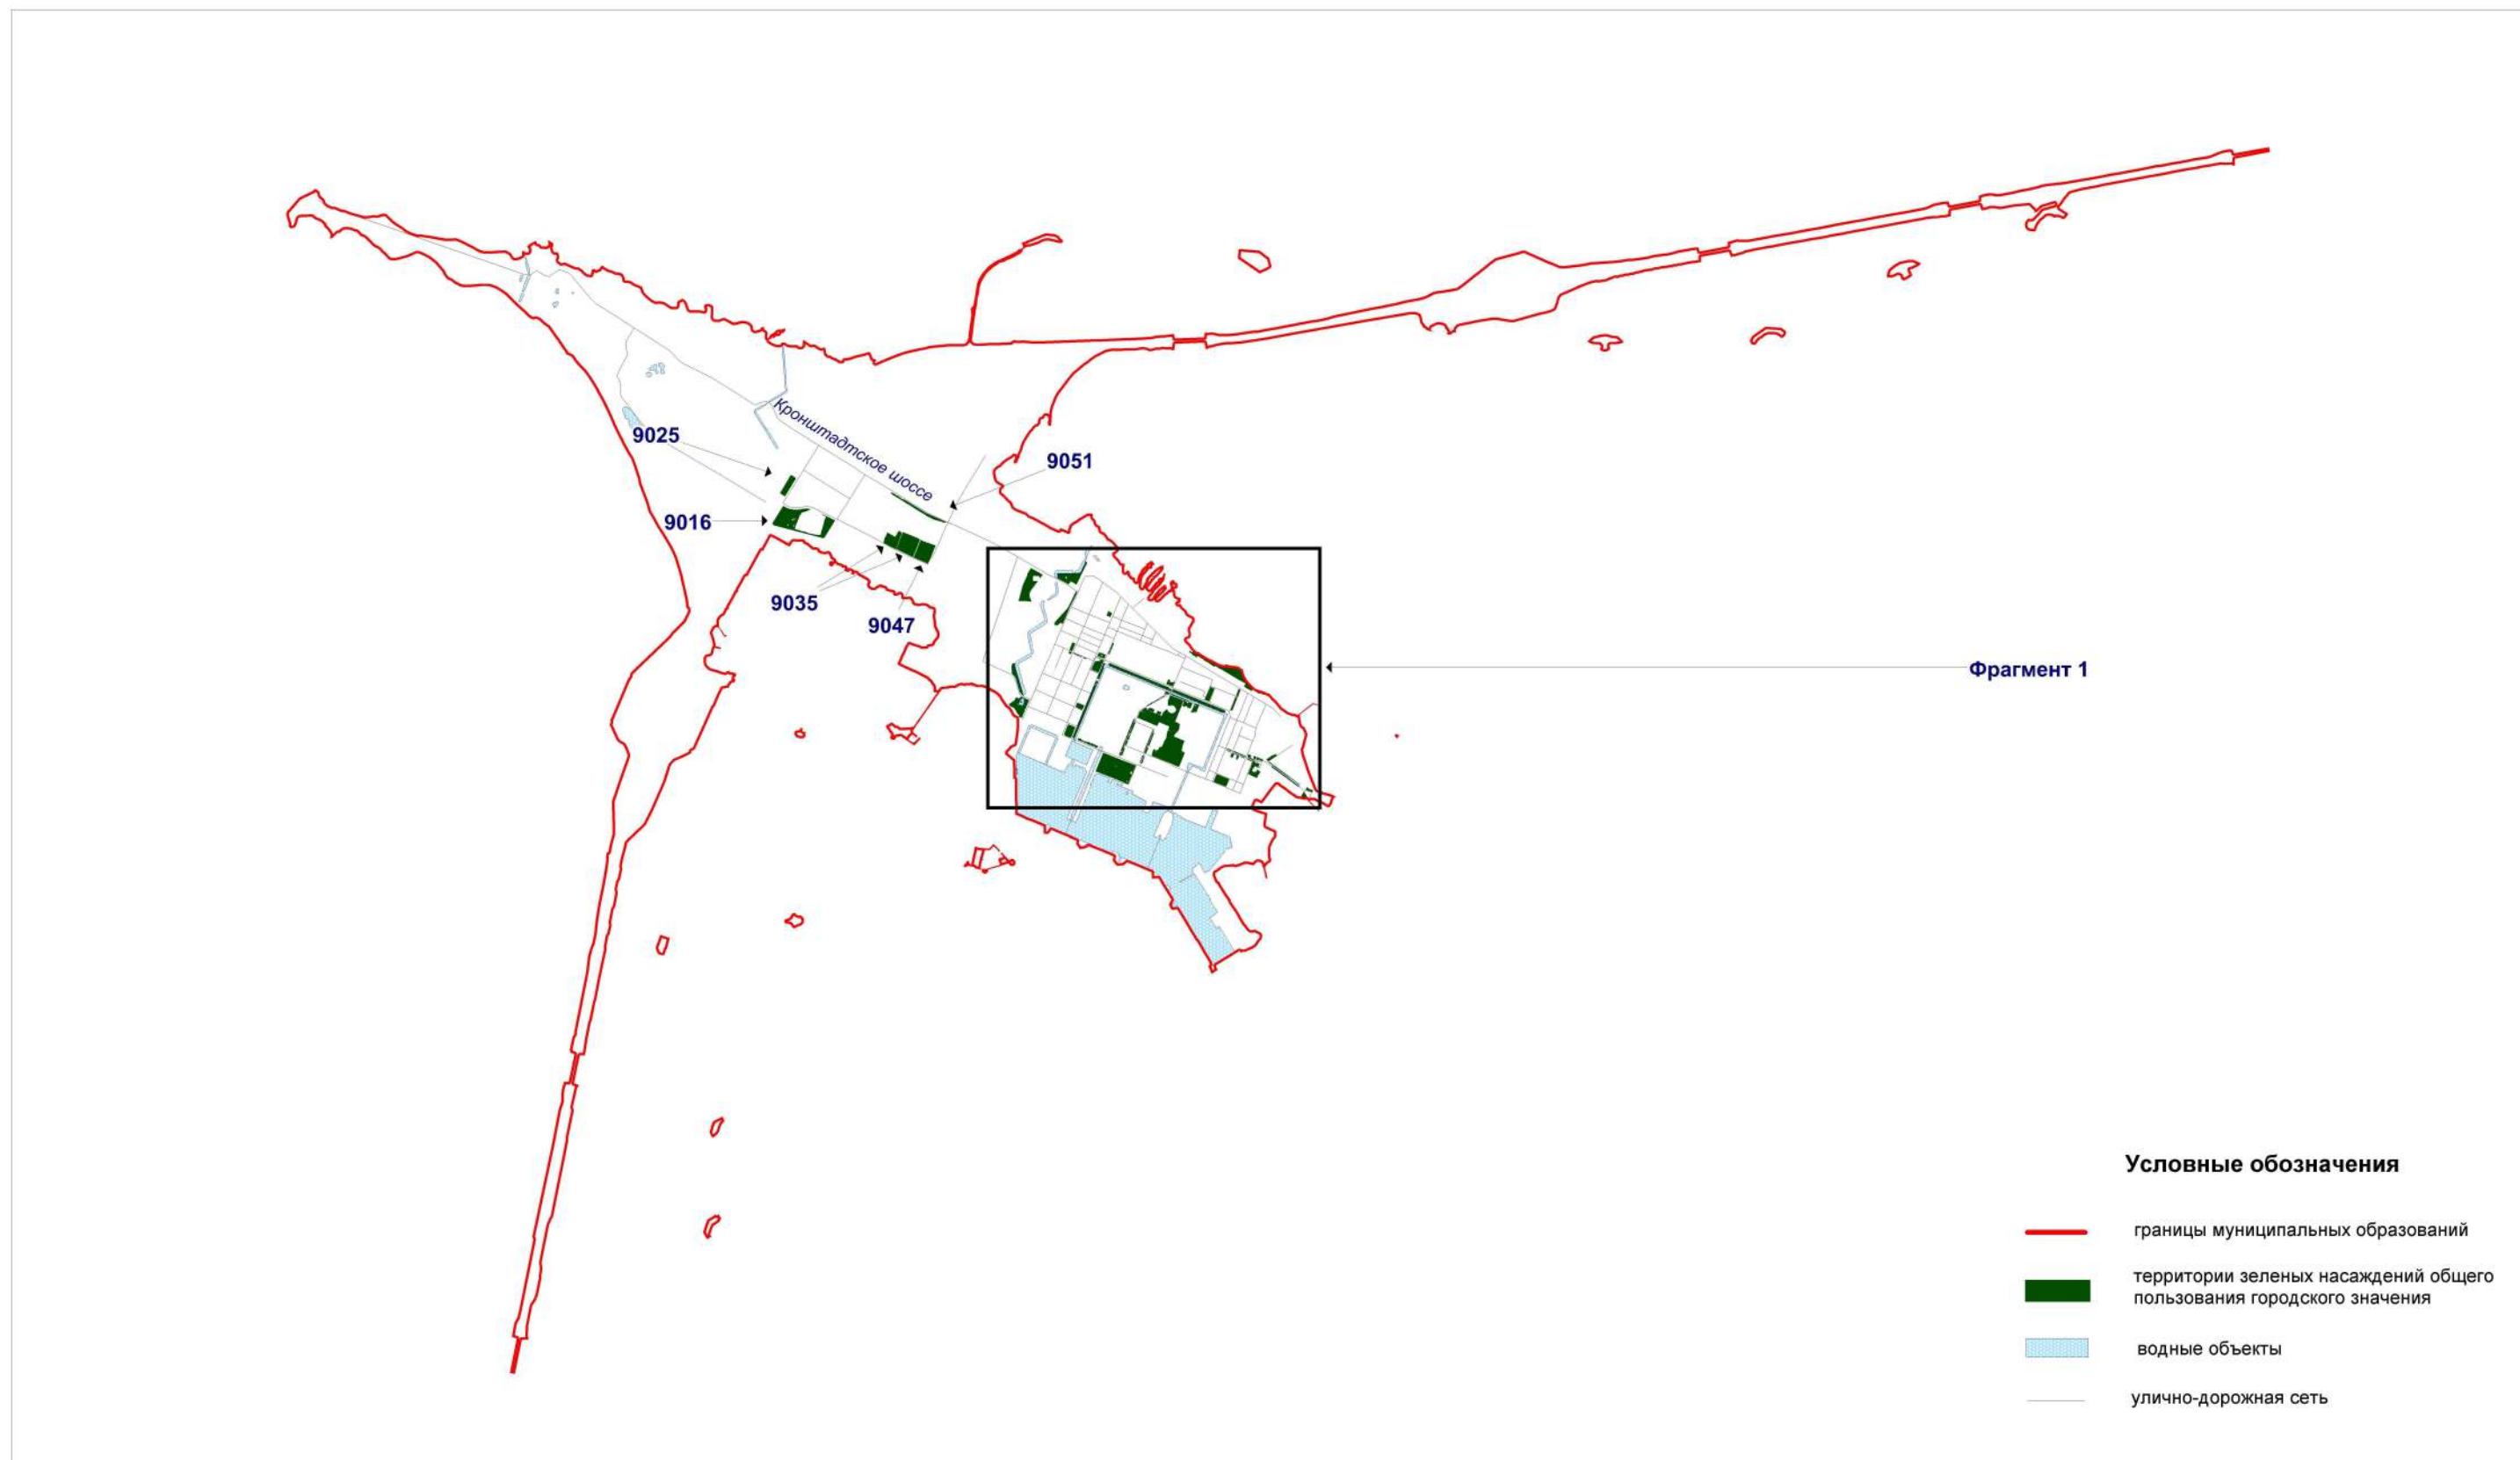 Кронштадтское шоссе
9025
9051
9016
9035
9047
Фрагмент 1
Условные обозначения
границы муниципальных образований
территории зеленых насаждений общего
пользования городского значения
водные объекты
улично-дорожная сеть